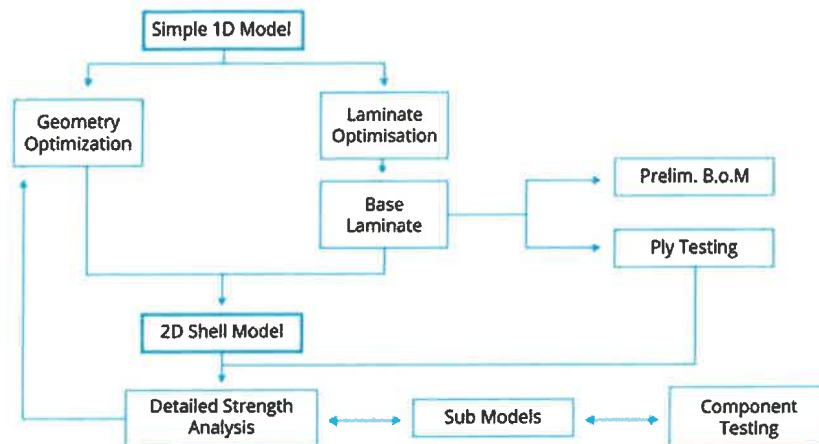 Simple 1D Model
Geometry
Optimization
Laminate
Optimisation
Prelim. B.o.M
Base
Laminate
Ply Testing
2D Shell Model
Detailed Strength
Analysis
Sub Models
Component
Testing